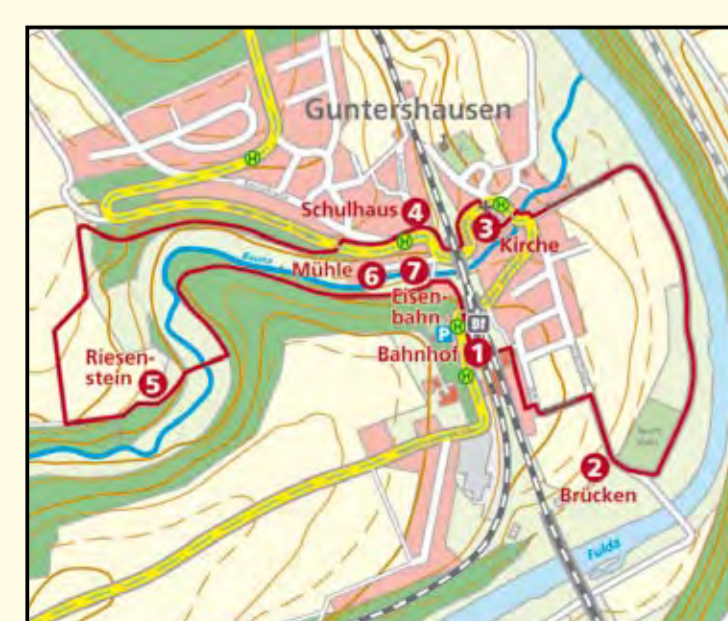 Guntershausen
H
Schulhaus 4
H
H
3
Kirche
Bauna
Mühle 6 7
Eisen-
bahn
H
Bf
P
Bahnhof 1
H
Riesen-
stein 5
2
Brücken
Fulda